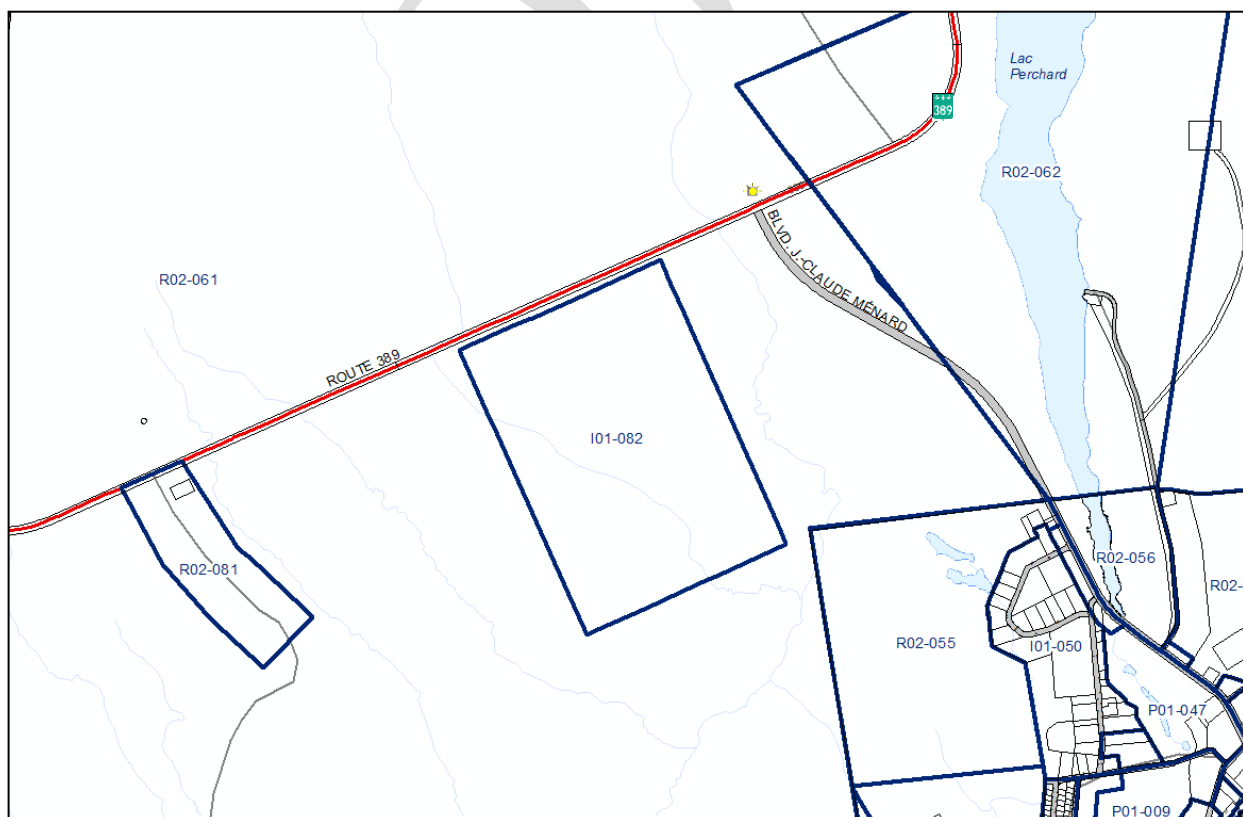 Lac
Perchard
389
R02-062
BLVD. J.-CLAUDE MÉNARD
R02-061
ROUTE 389
I01-082
R02-056
R02-081
R02-
R02-055
I01-050
P01-047
P01-009